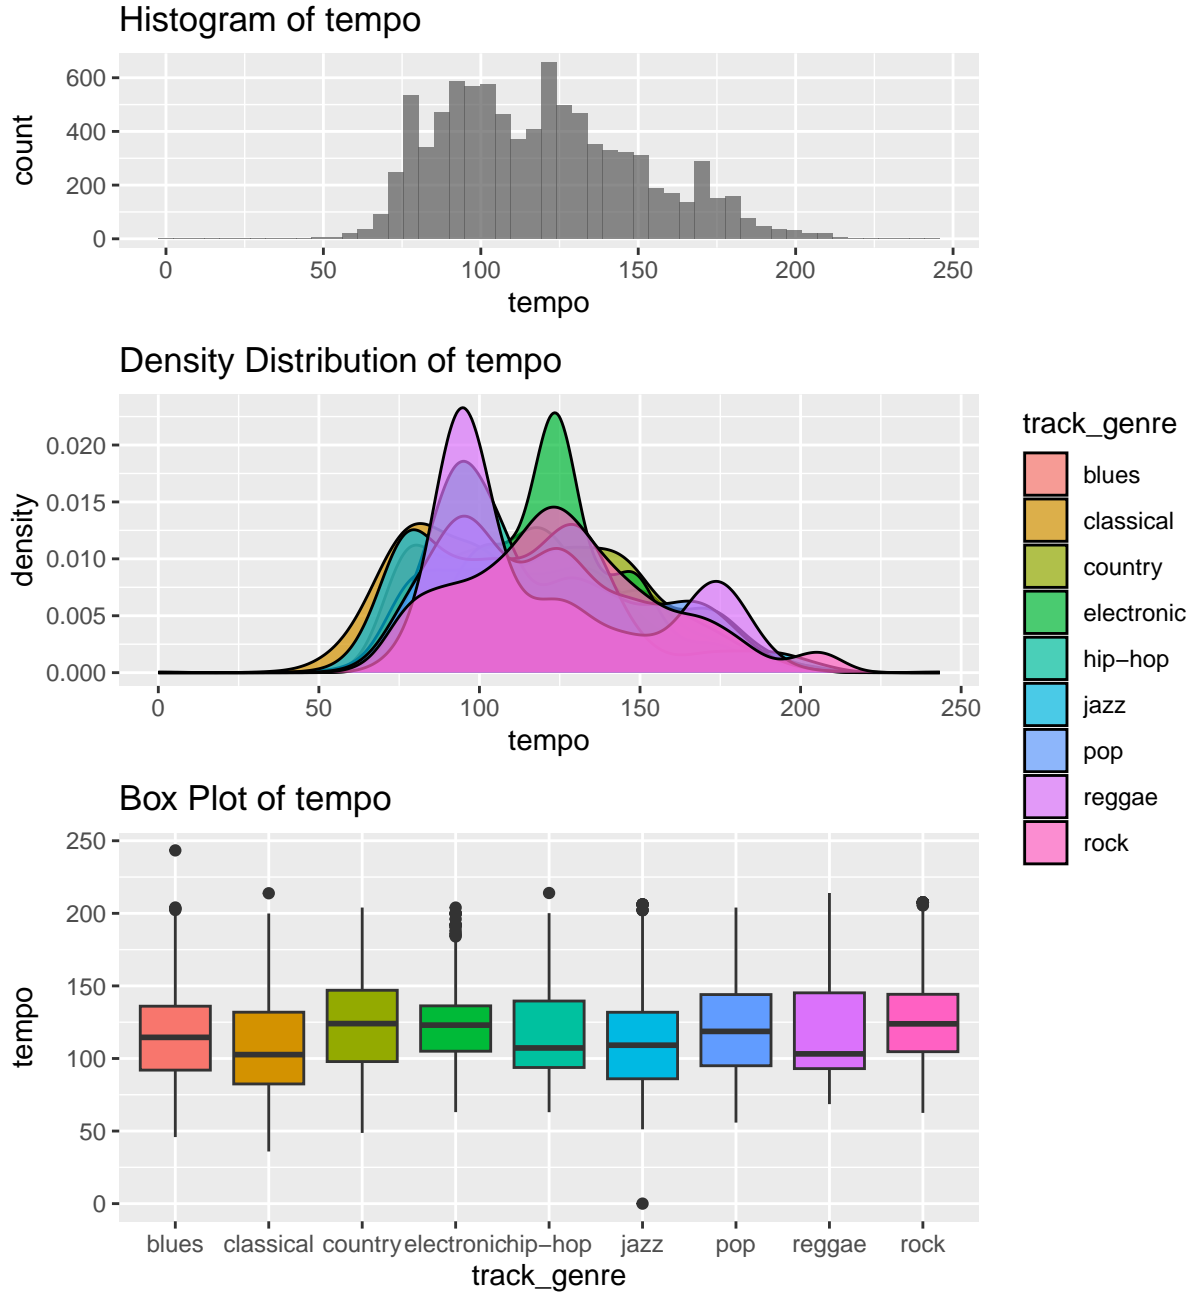 Histogram of tempo
600
400
200
0
count
0 50 100 150 200 250
tempo
Density Distribution of tempo
0.020
0.015
0.010
0.005
0.000
density
0 50 100 150 200 250
tempo
track_genre
blues
classical
country
electronic
hip−hop
jazz
pop
reggae
rock
Box Plot of tempo
250
200
150
100
50
0
tempo
blues classical country electronic hip−hop jazz pop reggae rock
track_genre